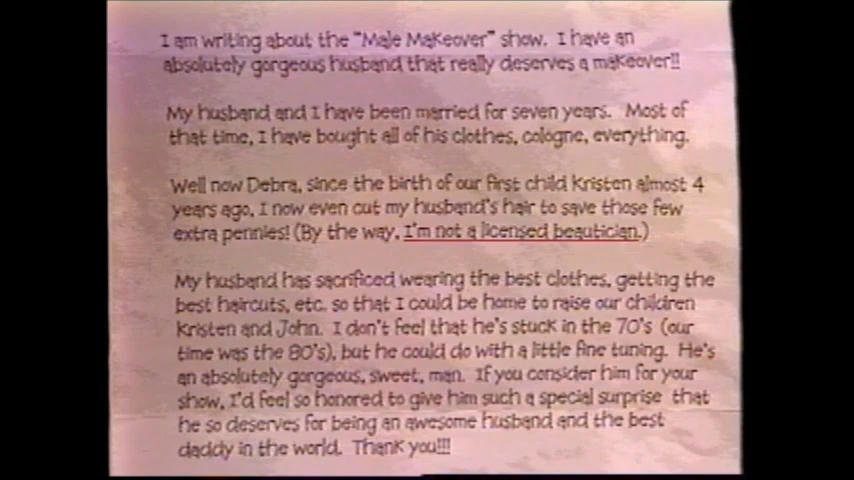 I am writing about the "Male Makeover" show. I have an
absolutely gorgeous husband that really deserves a makeover!!
My husband and I have been married for seven years. Most of
that time, I have bought all of his clothes, cologne, everything.
Well now Debra, since the birth of our first child Kristen almost 4
years ago, I now even cut my husband's hair to save those few
extra pennies! (By the way, I'm not a licensed beautician.)
My husband has sacrificed wearing the best clothes, getting the
best haircuts, etc. so that I could be home to raise our children
Kristen and John. I don't feel that he's stuck in the 70's (our
time was the 80's), but he could do with a little fine tuning. He's
an absolutely gorgeous, sweet, man. If you consider him for your
show, I'd feel so honored to give him such a special surprise that
he so deserves for being an awesome husband and the best
daddy in the world. Thank you!!!